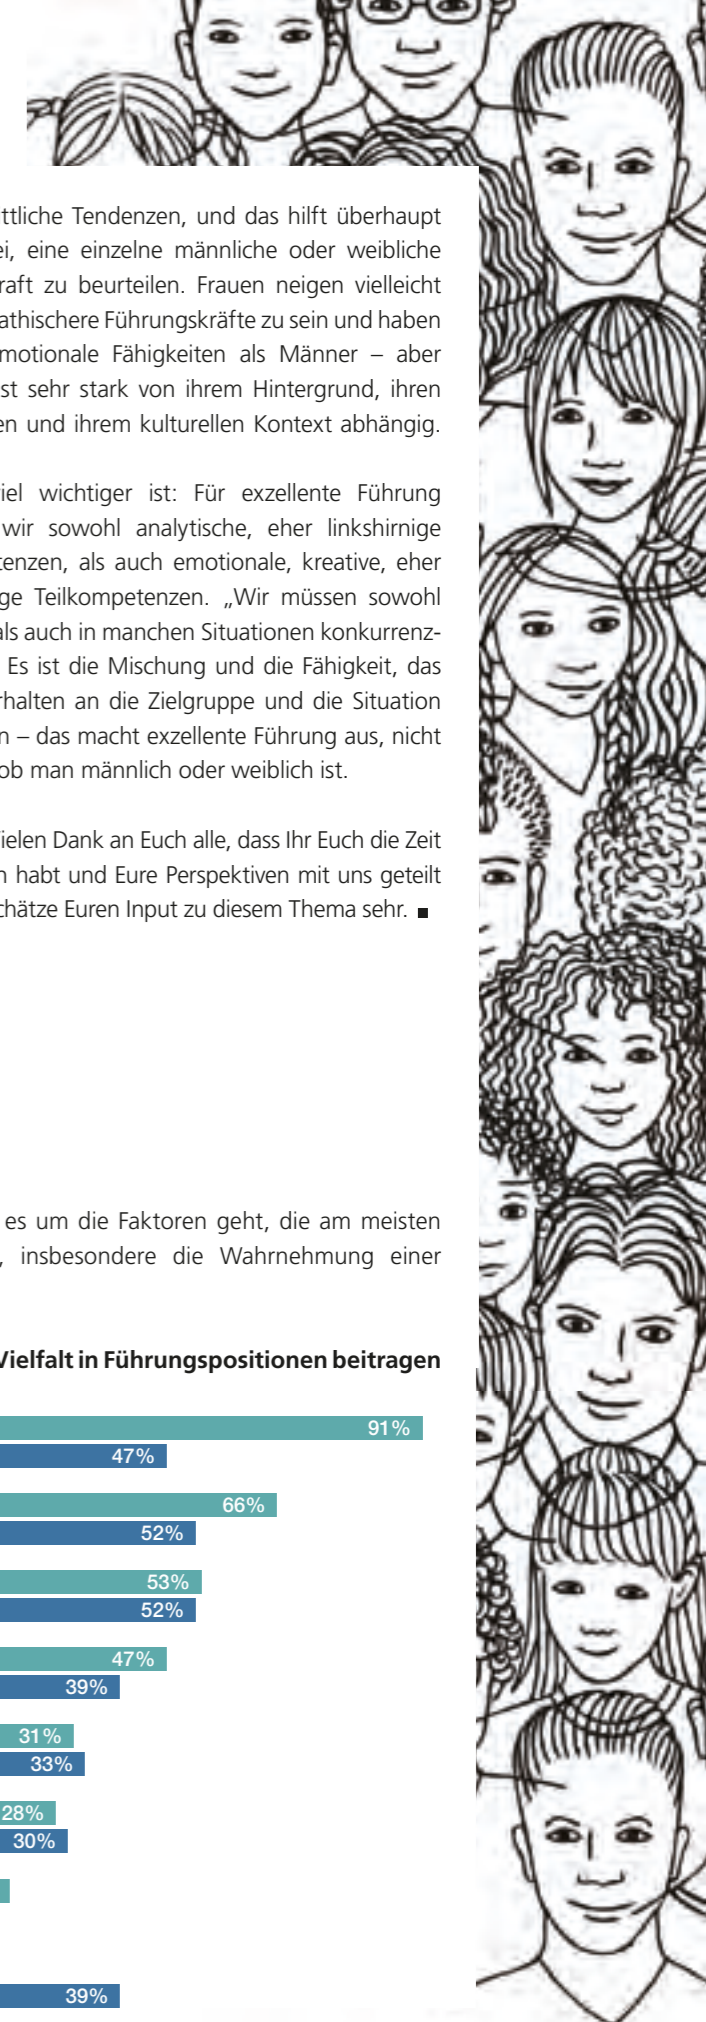 ttliche Tendenzen, und das hilft überhaupt
ei, eine einzelne männliche oder weibliche
raft zu beurteilen. Frauen neigen vielleicht
athischere Führungskräfte zu sein und haben
motionale Fähigkeiten als Männer – aber
st sehr stark von ihrem Hintergrund, ihren
en und ihrem kulturellen Kontext abhängig.
iel wichtiger ist: Für exzellente Führung
wir sowohl analytische, eher linkshirnige
tenzen, als auch emotionale, kreative, eher
ge Teilkompetenzen. „Wir müssen sowohl
als auch in manchen Situationen konkurrenz-
Es ist die Mischung und die Fähigkeit, das
rhalten an die Zielgruppe und die Situation
n – das macht exzellente Führung aus, nicht
ob man männlich oder weiblich ist.
ielen Dank an Euch alle, dass Ihr Euch die Zeit
n habt und Eure Perspektiven mit uns geteilt
chätze Euren Input zu diesem Thema sehr. ■
es um die Faktoren geht, die am meisten
, insbesondere die Wahrnehmung einer
Vielfalt in Führungspositionen beitragen
91%
47%
66%
52%
53%
52%
47%
39%
31%
33%
28%
30%
39%